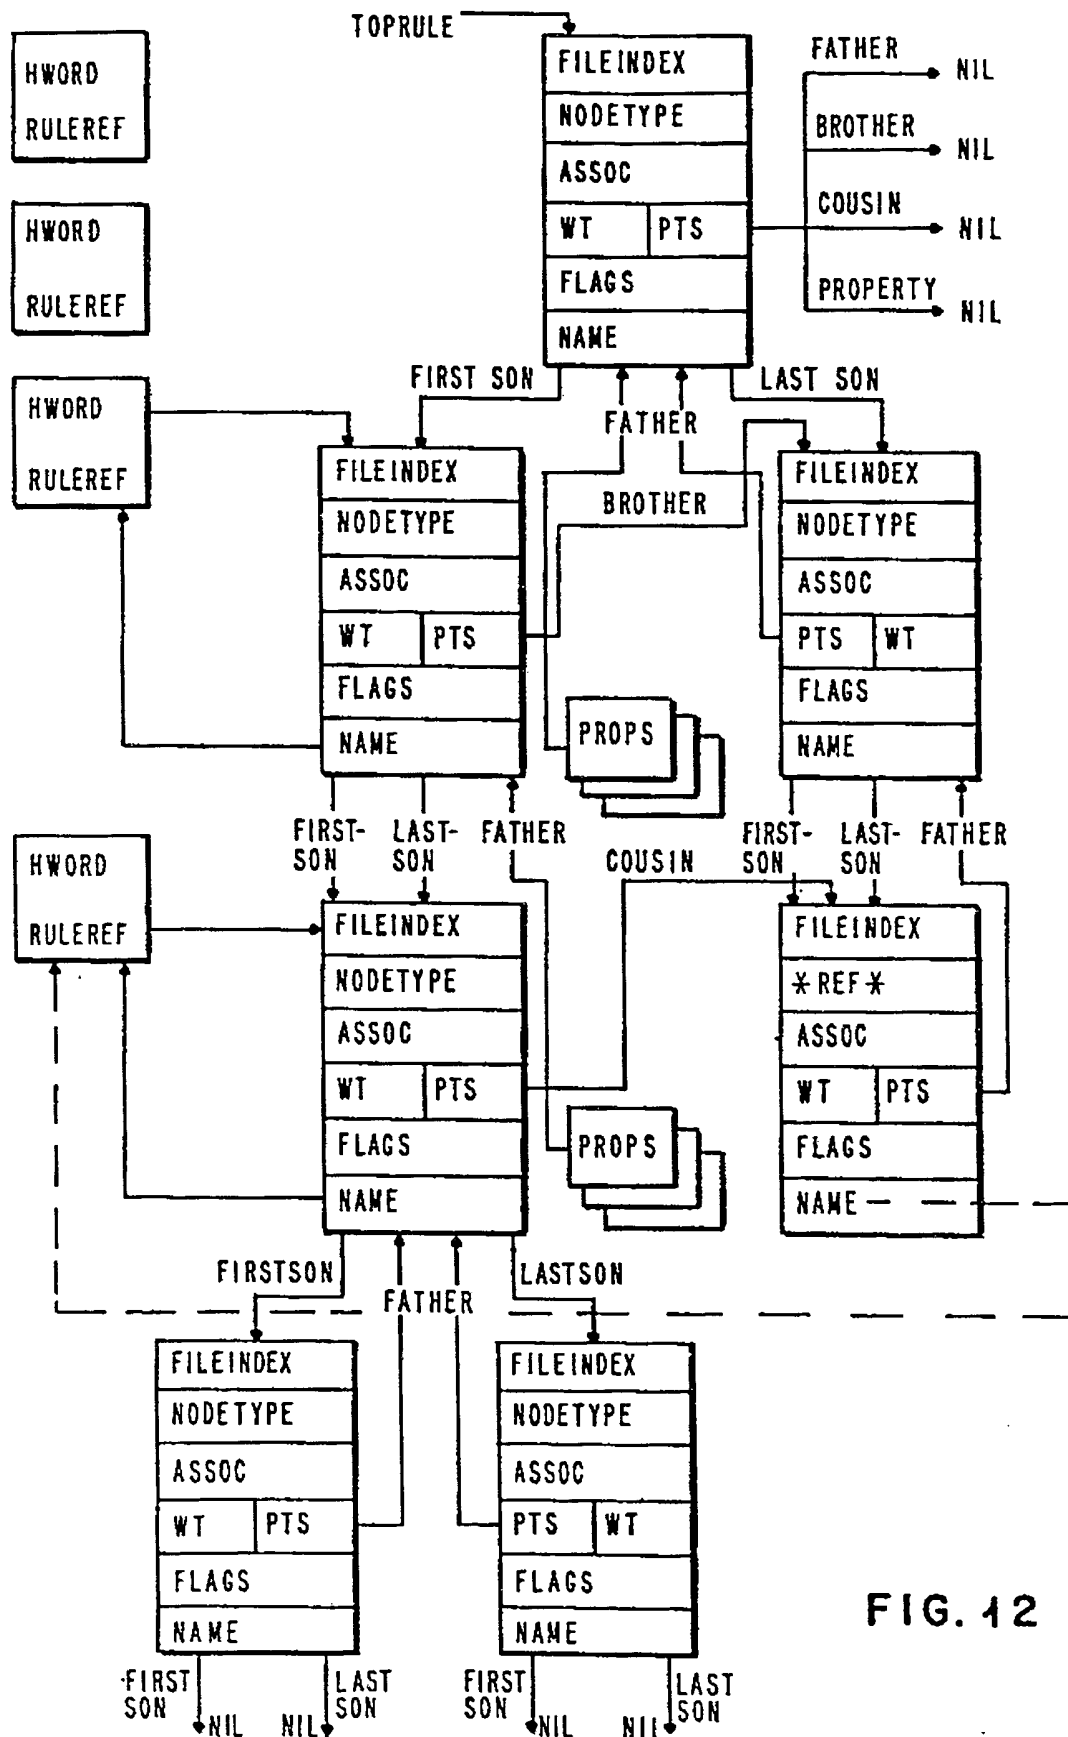 TOPRULE
HWORD
RULEREF
HWORD
RULEREF
FILEINDEX
NODETYPE
ASSOC
WT PTS
FLAGS
NAME
FATHER
NIL
BROTHER
NIL
COUSIN
NIL
PROPERTY
NIL
FIRST SON
LAST SON
FATHER
BROTHER
HWORD
RULEREF
FILEINDEX
NODETYPE
ASSOC
WT PTS
FLAGS
NAME
FILEINDEX
NODETYPE
ASSOC
PTS WT
FLAGS
NAME
PROPS
FIRST-
SON
LAST-
SON
FATHER
COUSIN
FIRST-
SON
LAST-
SON
FATHER
HWORD
RULEREF
FILEINDEX
NODETYPE
ASSOC
WT PTS
FLAGS
NAME
PROPS
FILEINDEX
*REF*
ASSOC
WT PTS
FLAGS
NAME
FIRSTSON
FATHER
LASTSON
FILEINDEX
NODETYPE
ASSOC
WT PTS
FLAGS
NAME
FILEINDEX
NODETYPE
ASSOC
PTS WT
FLAGS
NAME
FIRST
SON
NIL
LAST
SON
NIL
FIRST
SON
NIL
LAST
SON
NIL
FIG. 12